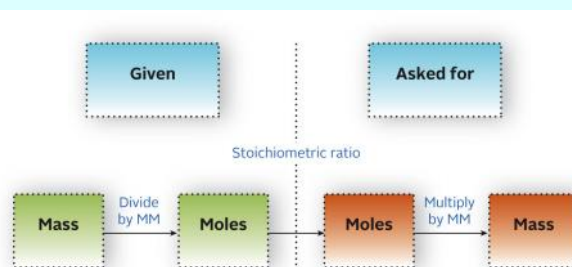 Given
Asked for
Stoichiometric ratio
Mass
Divide
by MM
Moles
Moles
Multiply
by MM
Mass